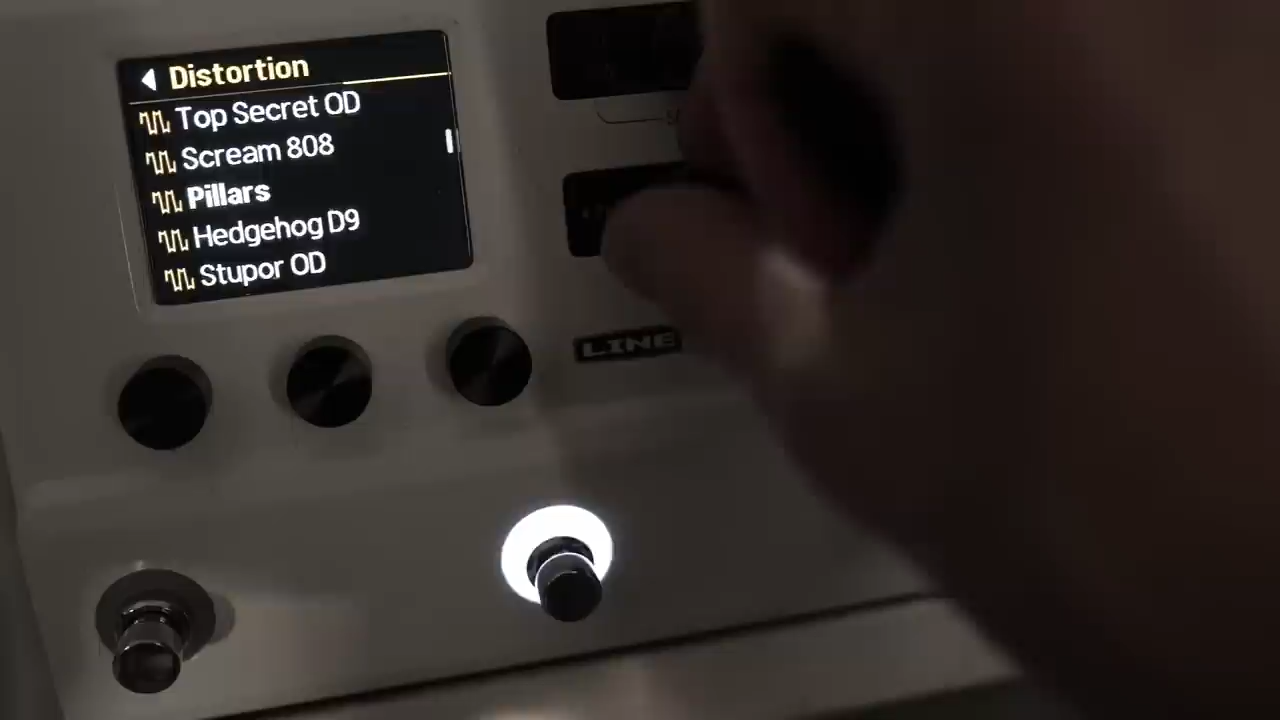 Distortion
Top Secret OD
Scream 808
Pillars
Hedgehog D9
Stupor OD
LINE